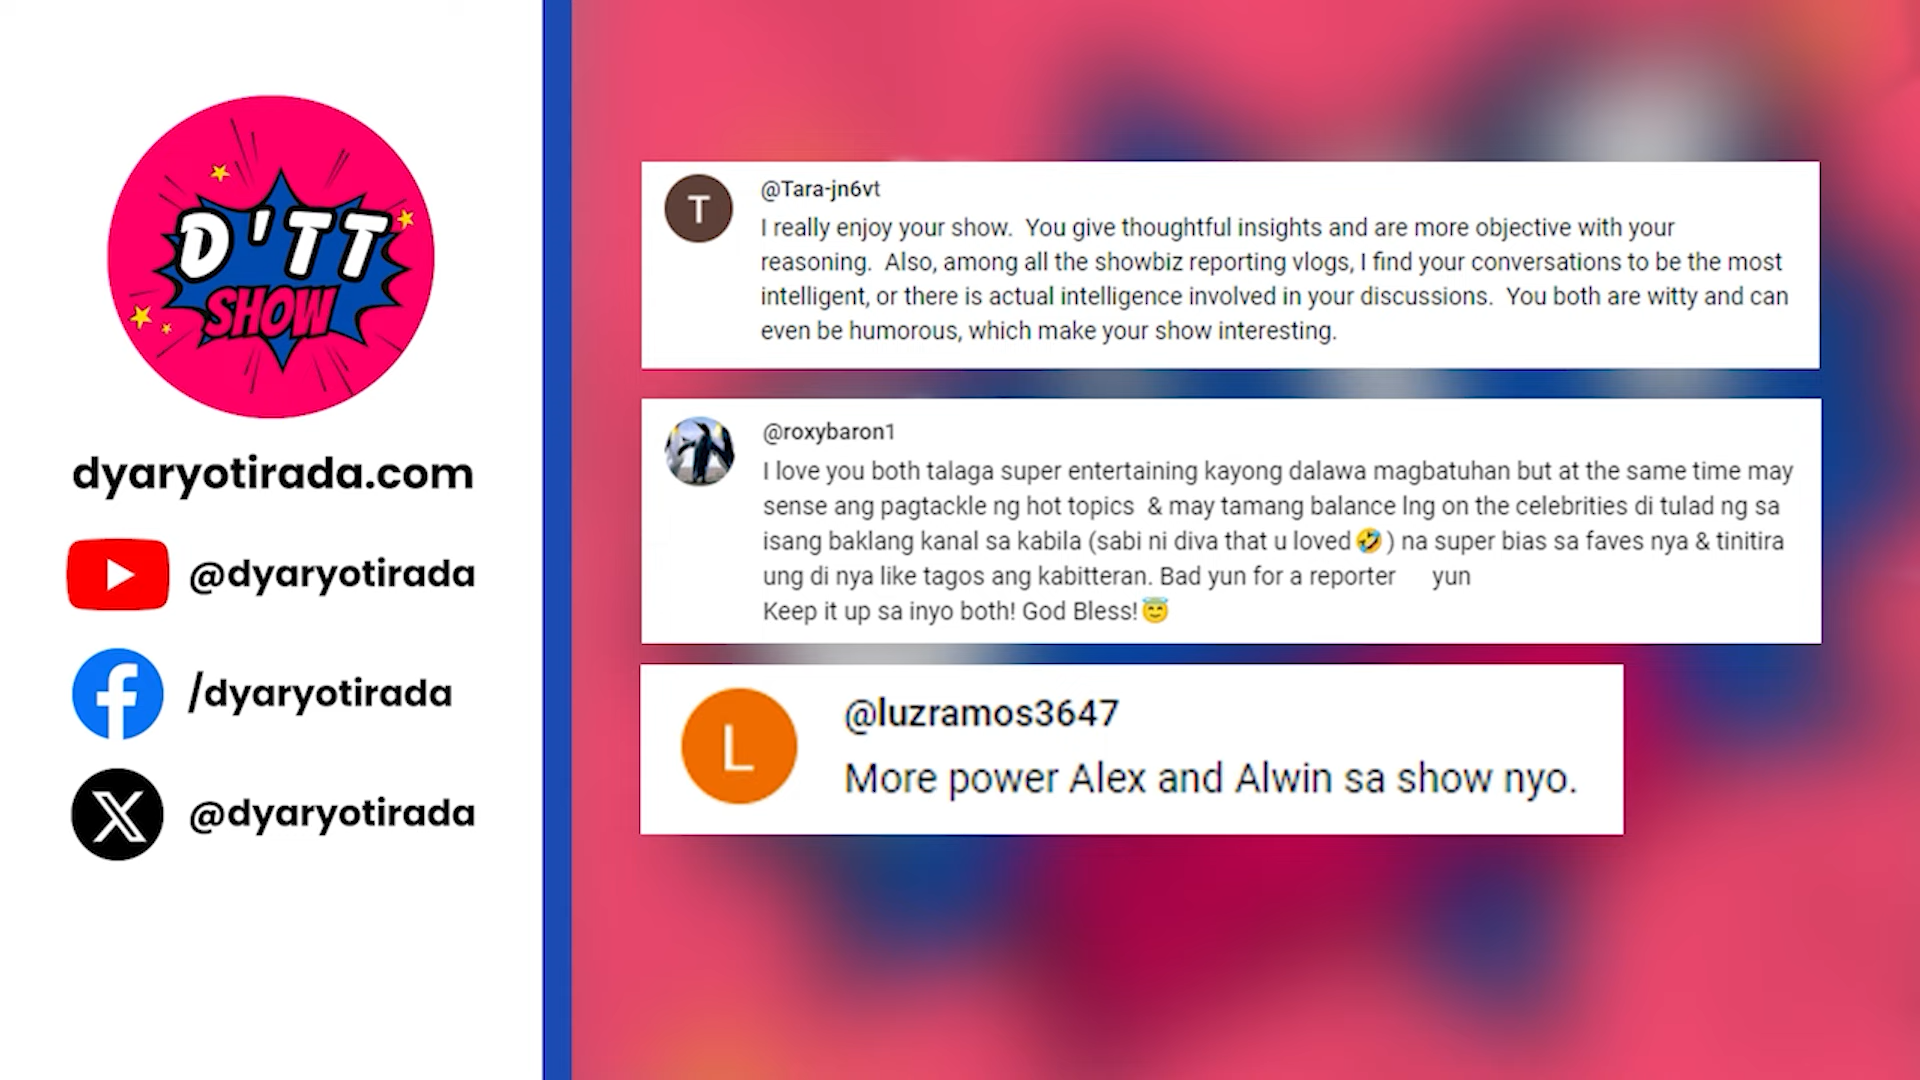 D'TT
SHOW
dyaryotirada.com
@dyaryotirada
/dyaryotirada
@dyaryotirada
T
@Tara-jn6vt
I really enjoy your show. You give thoughtful insights and are more objective with your
reasoning. Also, among all the showbiz reporting vlogs, I find your conversations to be the most
intelligent, or there is actual intelligence involved in your discussions. You both are witty and can
even be humorous, which make your show interesting.
@roxybaron1
I love you both talaga super entertaining kayong dalawa magbatuhan but at the same time may
sense ang pagtackle ng hot topics & may tamang balance lng on the celebrities di tulad ng sa
isang baklang kanal sa kabila (sabi ni diva that u loved🤣) na super bias sa faves nya & tinitira
ung di nya like tagos ang kabitteran. Bad yun for a reporter yun
Keep it up sa inyo both! God Bless!😇
L
@luzramos3647
More power Alex and Alwin sa show nyo.